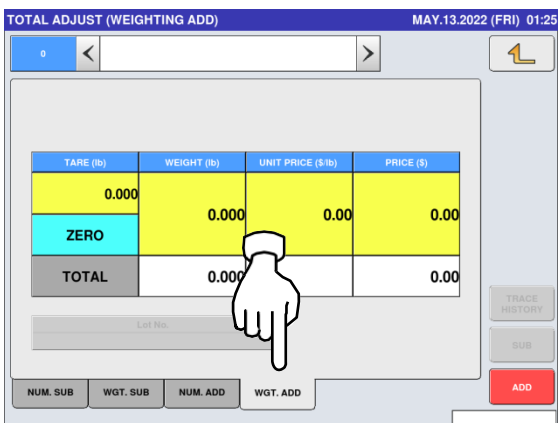 TOTAL ADJUST (WEIGHTING ADD) MAY.13.2022 (FRI) 01:25
0
TARE (lb) WEIGHT (lb) UNIT PRICE ($/lb) PRICE ($)
0.000
0.000 0.00 0.00
ZERO
TOTAL 0.000 0.00
TRACE
HISTORY
Lot No.
SUB
ADD
NUM. SUB WGT. SUB NUM. ADD WGT. ADD